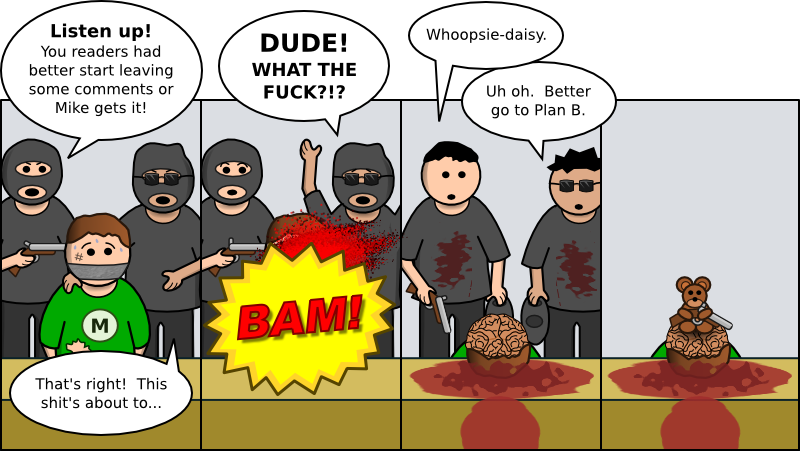 Listen up!
You readers had
better start leaving
some comments or
Mike gets it!
M
That's right!  This
shit's about to...
DUDE!
WHAT THE
FUCK?!?
BAM!
Whoopsie-daisy.
Uh oh.  Better
go to Plan B.